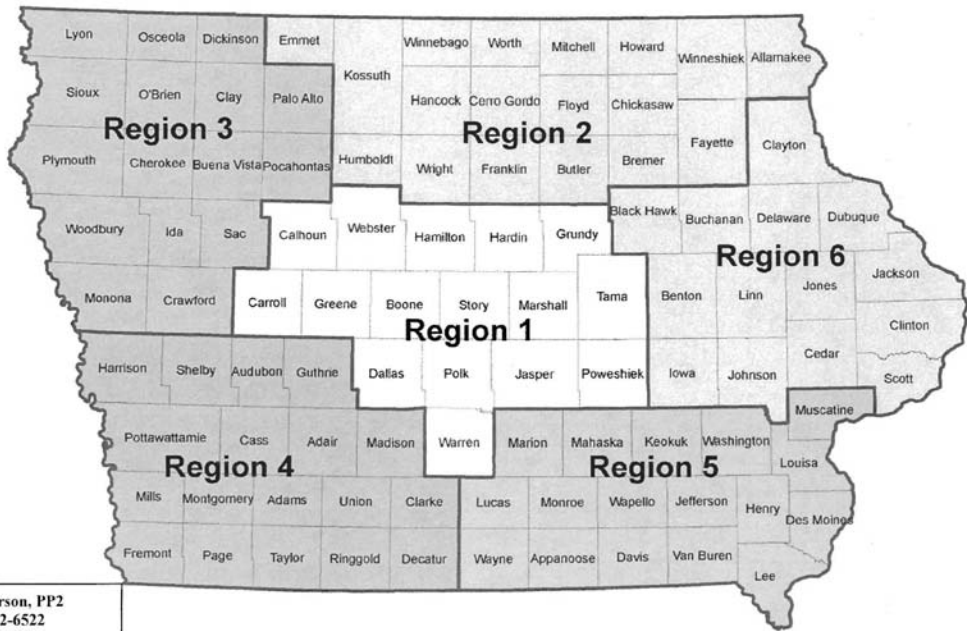 Lyon Osceola Dickinson Emmet Winnebago Worth Mitchell Howard Winneshiek Allamakee
Kossuth
Sioux O'Brien Clay Palo Alto Hancock Cerro Gordo Floyd Chickasaw
Region 3 Region 2
Plymouth Cherokee Buena Vista Pocahontas Humboldt Wright Franklin Butler Bremer Fayette Clayton
Woodbury Ida Sac Calhoun Webster Hamilton Hardin Grundy Black Hawk Buchanan Delaware Dubuque
Region 6
Monona Crawford Carroll Greene Boone Story Marshall Tama Benton Linn Jones Jackson
Region 1
Clinton
Harrison Shelby Audubon Guthrie Dallas Polk Jasper Poweshiek Iowa Johnson Cedar Scott
Muscatine
Pottawattamie Cass Adair Madison Warren Marion Mahaska Keokuk Washington Louisa
Region 4 Region 5
Mills Montgomery Adams Union Clarke Lucas Monroe Wapello Jefferson Henry Des Moines
Fremont Page Taylor Ringgold Decatur Wayne Appanoose Davis Van Buren Lee
rson, PP2
2-6522